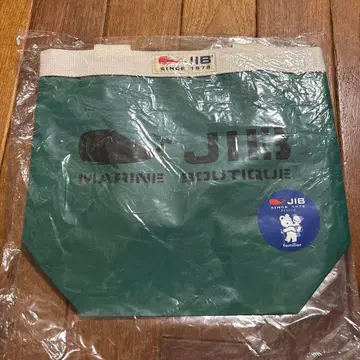 JIB
SINCE 1978
JIB
MARINE BOUTIQUE
JIB
SINCE 1978
familiar